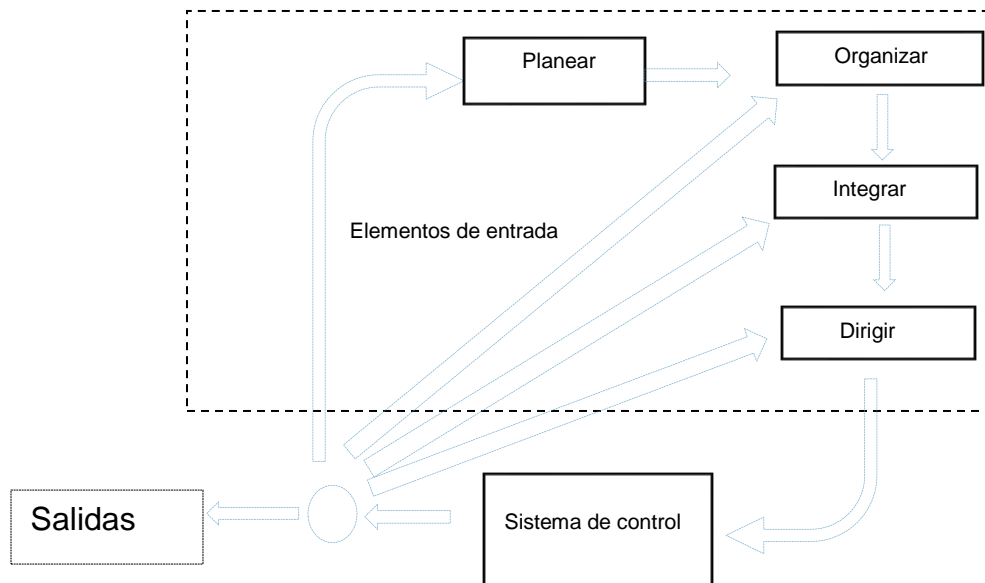 Planear
Organizar
Integrar
Elementos de entrada
Dirigir
Salidas
Sistema de control